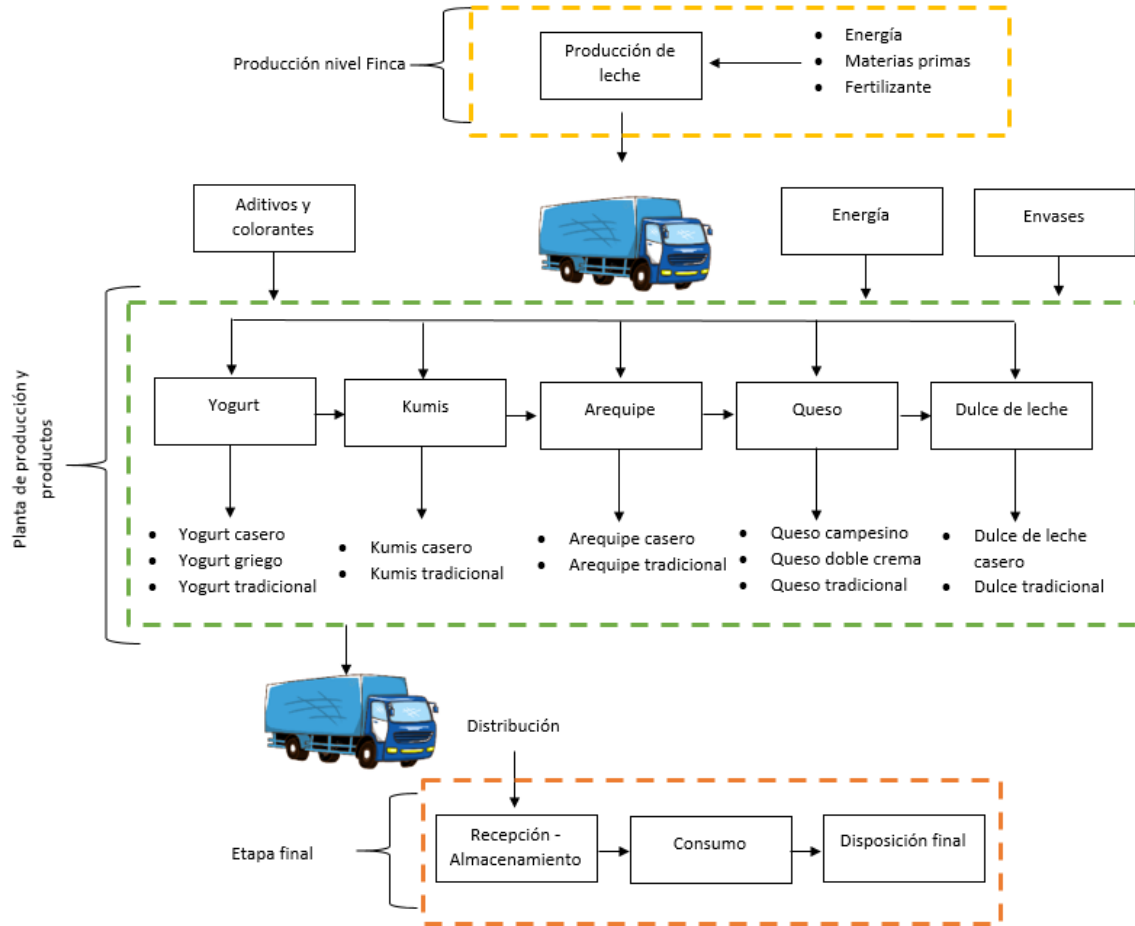 Producción nivel Finca
Producción de
leche
• Energía
• Materias primas
• Fertilizante
Aditivos y
colorantes
Energía
Envases
Planta de producción y
productos
Yogurt
Kumis
Arequipe
Queso
Dulce de leche
• Yogurt casero
• Yogurt griego
• Yogurt tradicional
• Kumis casero
• Kumis tradicional
• Arequipe casero
• Arequipe tradicional
• Queso campesino
• Queso doble crema
• Queso tradicional
• Dulce de leche
casero
• Dulce tradicional
Distribución
Etapa final
Recepción -
Almacenamiento
Consumo
Disposición final